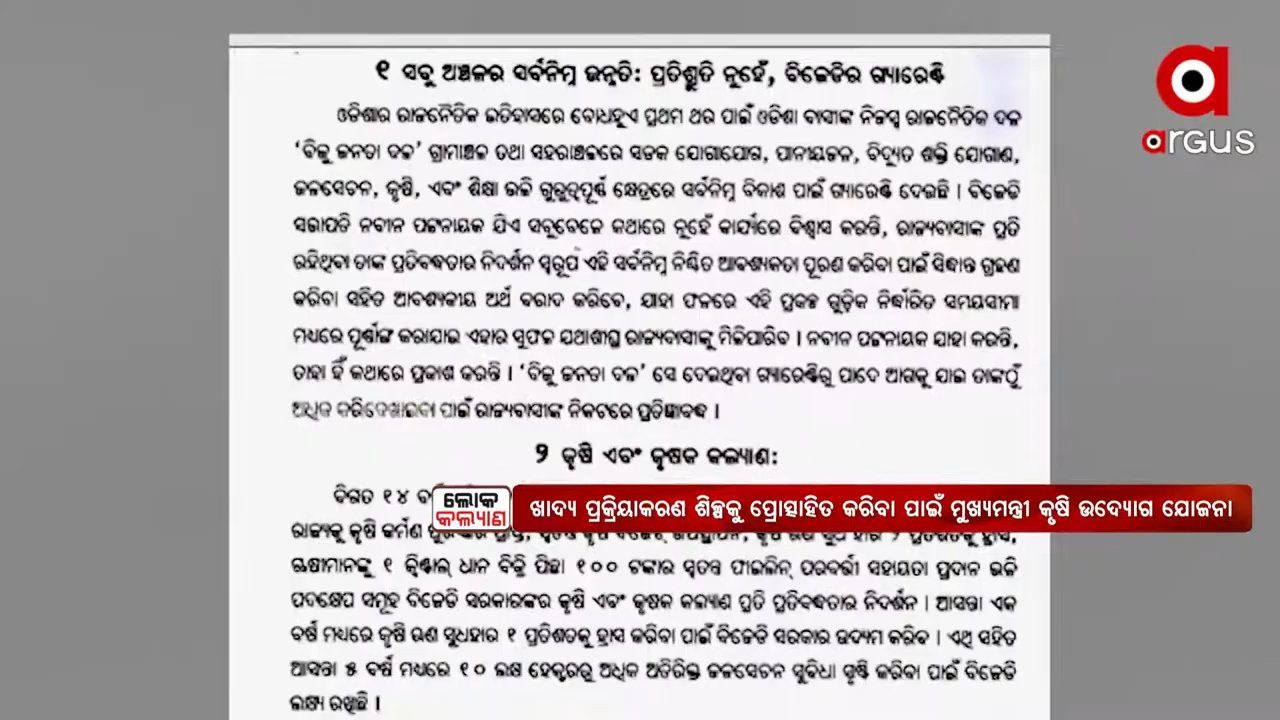 ୧ ସବୁ ଅଞ୍ଚଳର ସର୍ବନିମ୍ନ ଉନ୍ନତି: ପ୍ରତିଶ୍ରୁତି ନୁହେଁ, ବିଜେଡିର ଗ୍ୟାରେଣ୍ଟି
argus
ଓଡିଶାର ରାଜନୈତିକ ଇତିହାସରେ ବୋଧହୁଏ ପ୍ରଥମ ଥର ପାଇଁ ଓଡିଶା ବାସୀଙ୍କ ନିଜସ୍ୱ ରାଜନୈତିକ ଦଳ
‘ବିଜୁ ଜନତା ଦଳ’ ଗ୍ରାମାଞ୍ଚଳ ତଥା ସହରାଞ୍ଚଳରେ ସଡକ ଯୋଗାଯୋଗ, ପାନୀୟଜଳ, ବିଦ୍ୟୁତ ଶକ୍ତି ଯୋଗାଣ,
ଜଳସେଚନ, କୃଷି, ଏବଂ ଶିକ୍ଷା ଭଳି ଗୁରୁତ୍ୱପୂର୍ଣ୍ଣ କ୍ଷେତ୍ରରେ ସର୍ବନିମ୍ନ ବିକାଶ ପାଇଁ ଗ୍ୟାରେଣ୍ଟି ଦେଉଛି । ବିଜେଡି
ସଭାପତି ନବୀନ ପଟ୍ଟନାୟକ ଯିଏ ସବୁବେଳେ କଥାରେ ନୁହେଁ କାର୍ଯ୍ୟରେ ବିଶ୍ୱାସ କରନ୍ତି, ରାଜ୍ୟବାସୀଙ୍କ ପ୍ରତି
ରହିଥିବା ତାଙ୍କ ପ୍ରତିବଦ୍ଧତାର ନିଦର୍ଶନ ସ୍ୱରୂପ ଏହି ସର୍ବନିମ୍ନ ନିଶ୍ଚିତ ଆବଶ୍ୟକତା ପୂରଣ କରିବା ପାଇଁ ସିଦ୍ଧାନ୍ତ ଗ୍ରହଣ
କରିବା ସହିତ ଆବଶ୍ୟକୀୟ ଅର୍ଥ ବରାଦ କରିବେ, ଯାହା ଫଳରେ ଏହି ପ୍ରକଳ୍ପ ଗୁଡ଼ିକ ନିର୍ଦ୍ଧାରିତ ସମୟସୀମା
ମଧ୍ୟରେ ପୂର୍ଣ୍ଣାଙ୍ଗ କରାଯାଇ ଏହାର ସୁଫଳ ଯଥାଶୀଘ୍ର ରାଜ୍ୟବାସୀଙ୍କୁ ମିଳିପାରିବ । ନବୀନ ପଟ୍ଟନାୟକ ଯାହା କରନ୍ତି,
ତାହା ହିଁ କଥାରେ ପ୍ରକାଶ କରନ୍ତି । ‘ବିଜୁ ଜନତା ଦଳ’ ସେ ଦେଇଥିବା ଗ୍ୟାରେଣ୍ଟିରୁ ପାଦେ ଆଗକୁ ଯାଇ ତାଙ୍କଠୁଁ
ଅଧିକ କରିଦେଖାଇବା ପାଇଁ ରାଜ୍ୟବାସୀଙ୍କ ନିକଟରେ ପ୍ରତିଜ୍ଞାବଦ୍ଧ ।
୨ କୃଷି ଏବଂ କୃଷକ କଲ୍ୟାଣ:
ବିଗତ ୧୪
ଲୋକ
କଲ୍ୟାଣ
ଖାଦ୍ୟ ପ୍ରକ୍ରିୟାକରଣ ଶିଳ୍ପକୁ ପ୍ରୋତ୍ସାହିତ କରିବା ପାଇଁ ମୁଖ୍ୟମନ୍ତ୍ରୀ କୃଷି ଉଦ୍ୟୋଗ ଯୋଜନା
ରାଜ୍ୟକୁ କୃଷି କର୍ମଣ
ଋଷୀମାନଙ୍କୁ ୧ କ୍ୱିଣ୍ଟାଲ୍ ଧାନ ବିକ୍ରି ପିଛା ୧୦୦ ଟଙ୍କାର ସ୍ୱତନ୍ତ୍ର ଫାଇଲିନ୍ ପରବର୍ତ୍ତୀ ସହାୟତା ପ୍ରଦାନ ଭଳି
ପଦକ୍ଷେପ ସମୂହ ବିଜେଡି ସରକାରଙ୍କର କୃଷି ଏବଂ କୃଷକ କଲ୍ୟାଣ ପ୍ରତି ପ୍ରତିବଦ୍ଧତାର ନିଦର୍ଶନ । ଆସନ୍ତା ଏକ
ବର୍ଷ ମଧ୍ୟରେ କୃଷି ଋଣ ସୁଧହାର ୧ ପ୍ରତିଶତକୁ ହ୍ରାସ କରିବା ପାଇଁ ବିଜେଡି ସରକାର ଉଦ୍ୟମ କରିବ । ଏଥି ସହିତ
ଆସନ୍ତା ୫ ବର୍ଷ ମଧ୍ୟରେ ୧୦ ଲକ୍ଷ ହେକ୍ଟରରୁ ଅଧିକ ଅତିରିକ୍ତ ଜଳସେଚନ ସୁବିଧା ସୃଷ୍ଟି କରିବା ପାଇଁ ବିଜେଡି
ଲକ୍ଷ୍ୟ ରଖିଛି ।